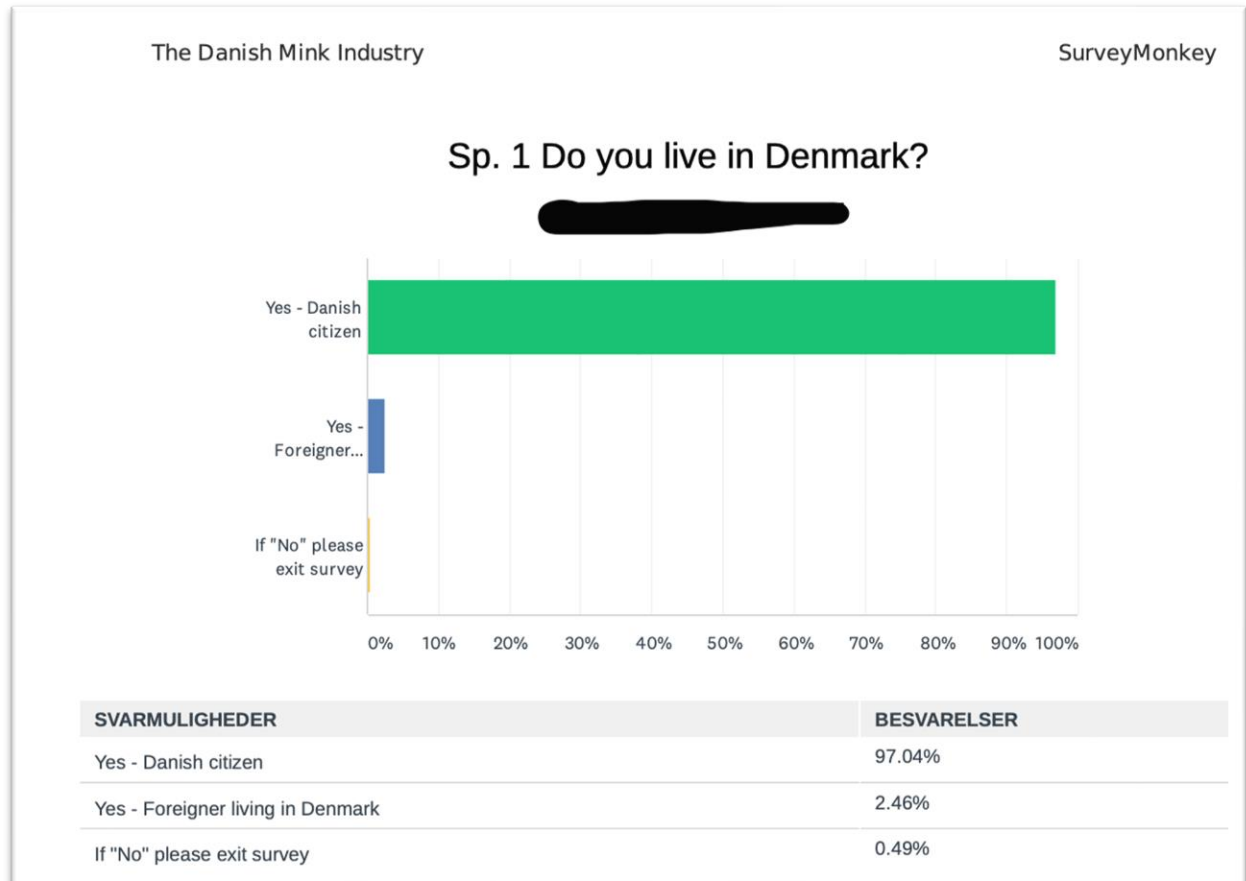 The Danish Mink Industry
SurveyMonkey
Sp. 1 Do you live in Denmark?
Yes - Danish
citizen
Yes -
Foreigner...
If "No" please
exit survey
0% 10% 20% 30% 40% 50% 60% 70% 80% 90% 100%
SVARMULIGHEDER BESVARELSER
Yes - Danish citizen 97.04%
Yes - Foreigner living in Denmark 2.46%
If "No" please exit survey 0.49%